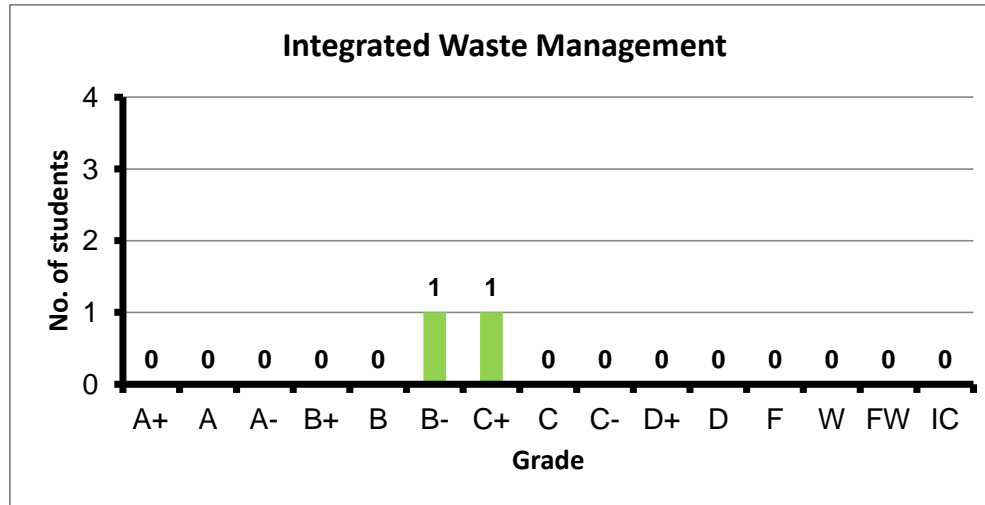 Integrated Waste Management
No. of students
4
3
2
1
0
1 1
0 0 0 0 0 0 0 0 0 0 0 0 0
A+ A A- B+ B B- C+ C C- D+ D F W FW IC
Grade